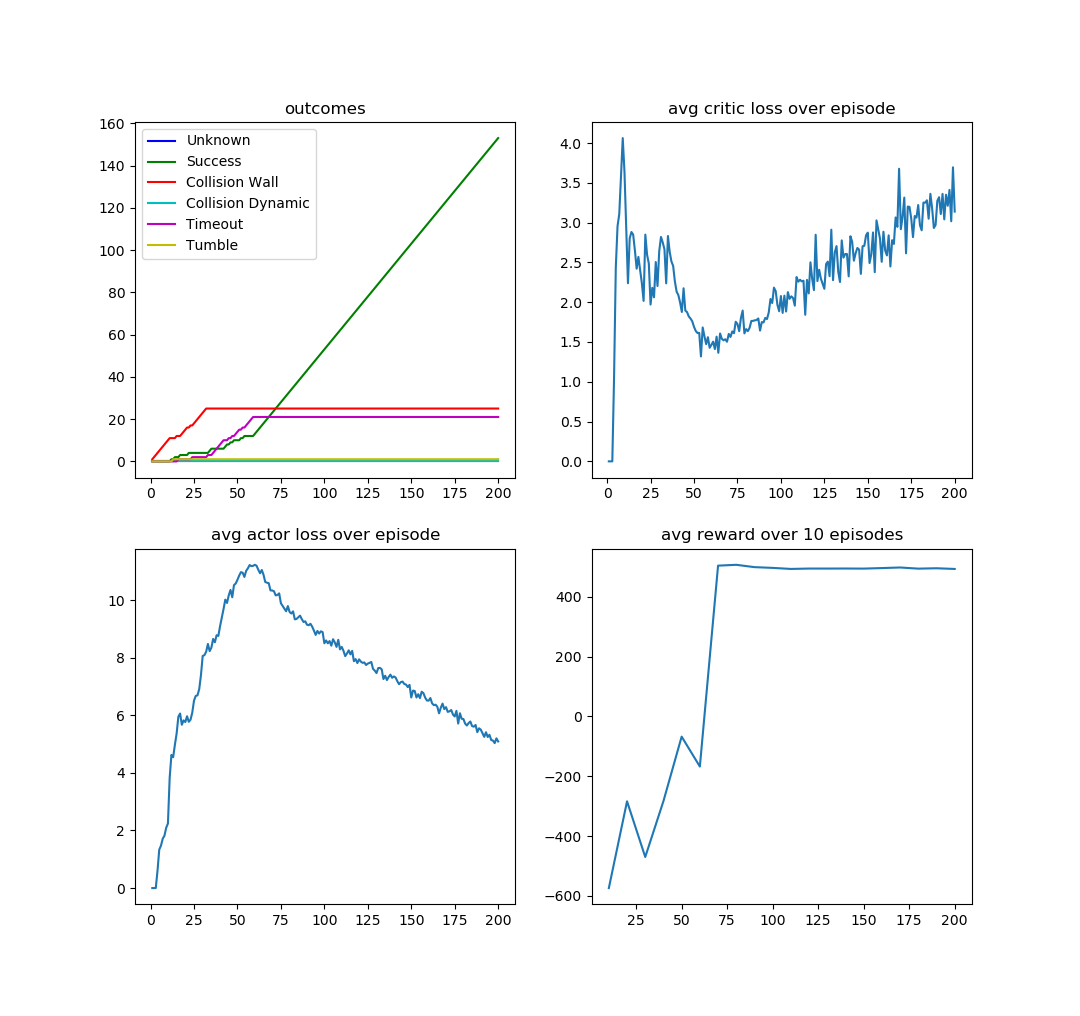 outcomes
160
140
120
100
80
60
40
20
0
Unknown
Success
Collision Wall
Collision Dynamic
Timeout
Tumble
0 25 50 75 100 125 150 175 200
avg critic loss over episode
4.0
3.5
3.0
2.5
2.0
1.5
1.0
0.5
0.0
0 25 50 75 100 125 150 175 200
avg actor loss over episode
10
8
6
4
2
0
0 25 50 75 100 125 150 175 200
avg reward over 10 episodes
400
200
0
−200
−400
−600
25 50 75 100 125 150 175 200